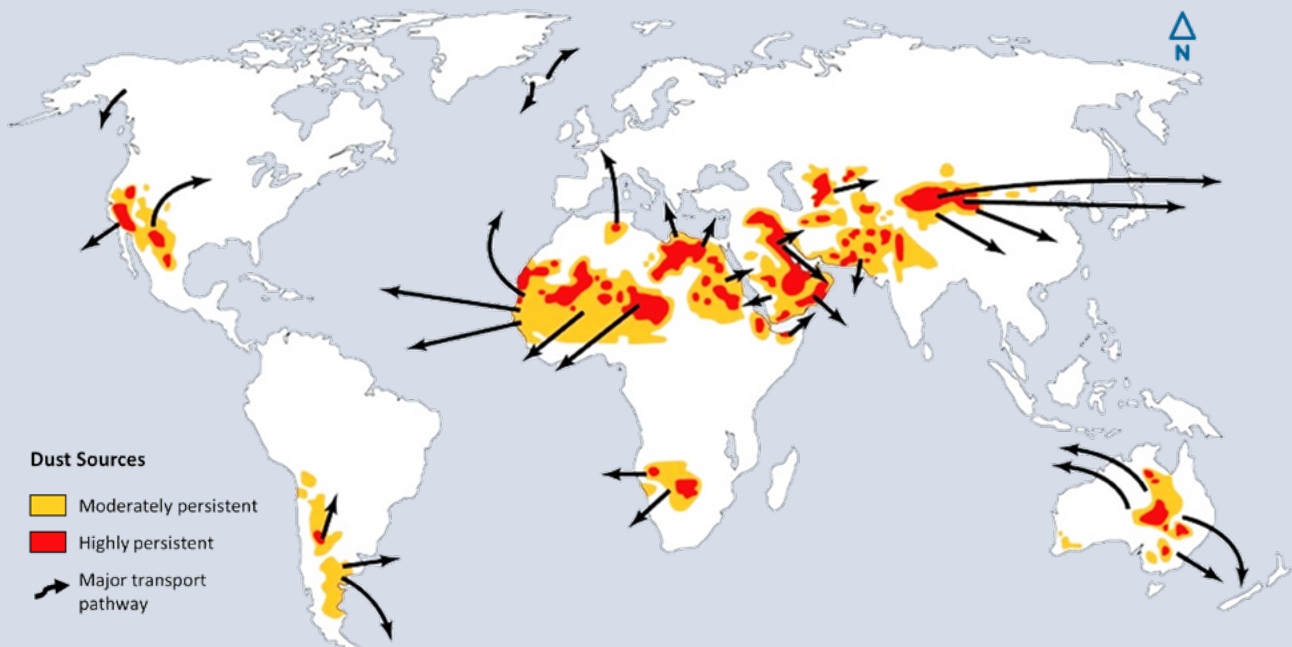 N
Dust Sources
Moderately persistent
Highly persistent
Major transport
pathway